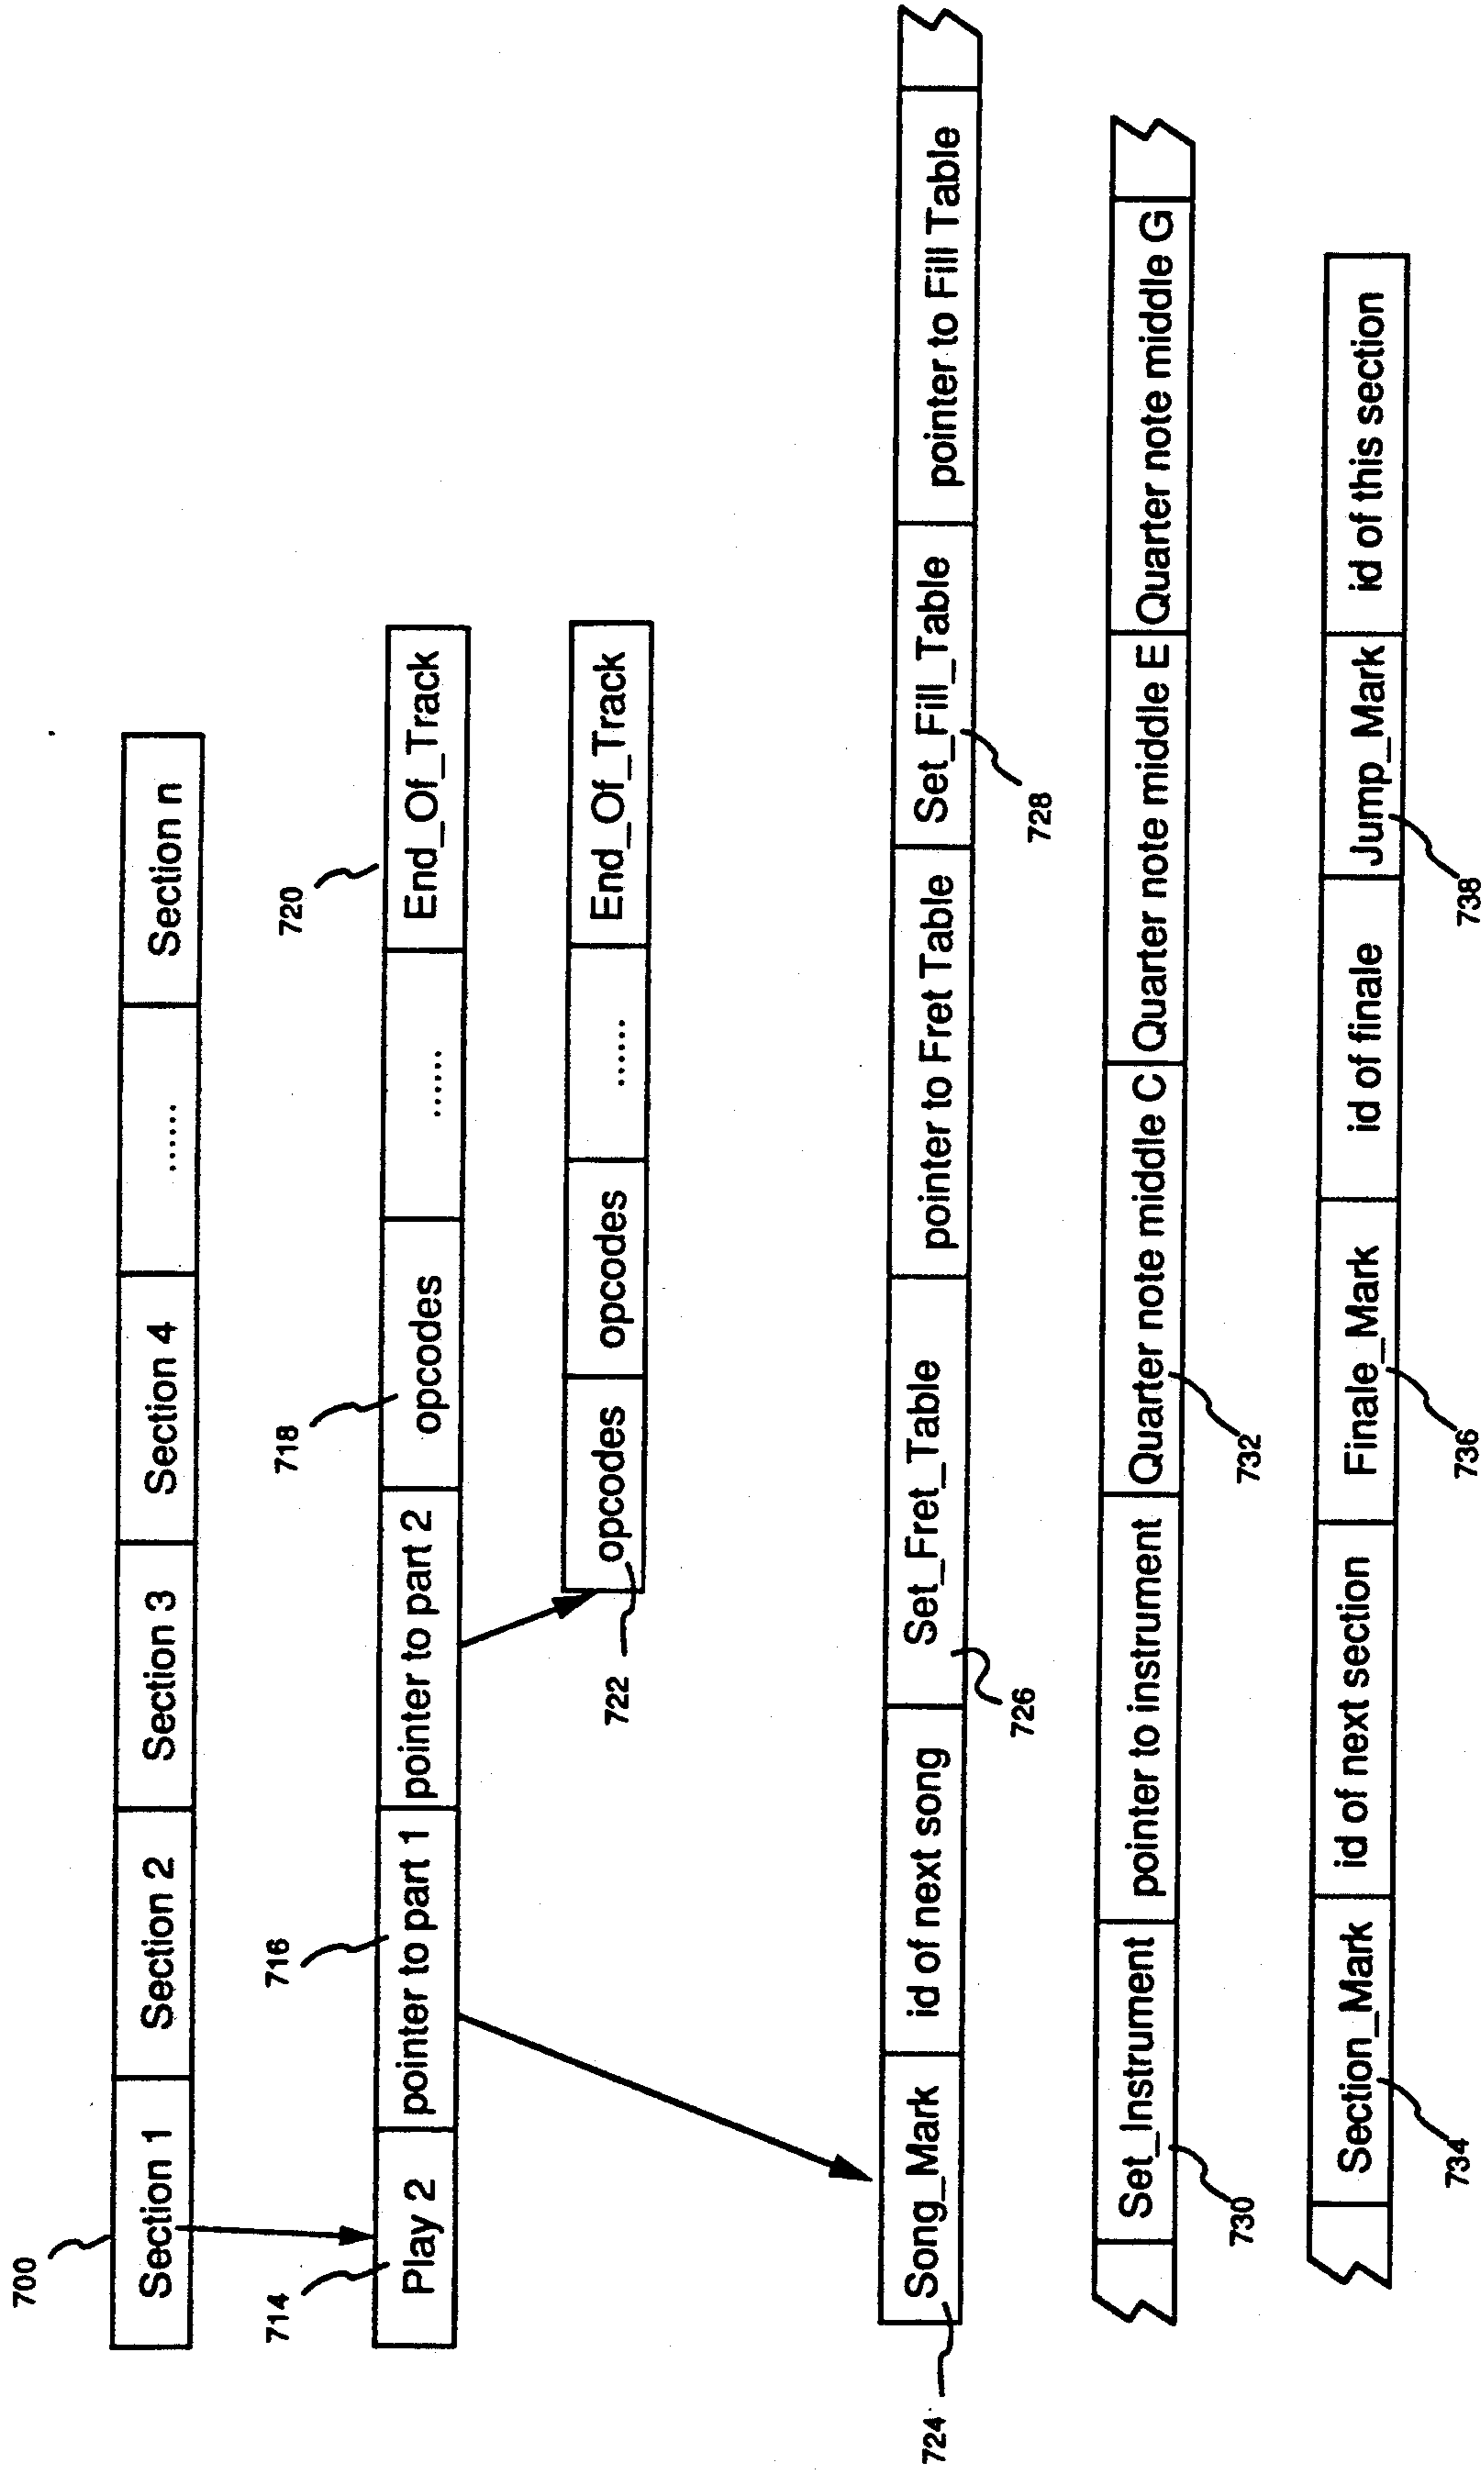 700
Section 1 Section 2 Section 3 Section 4 ...... Section n
714 716 718 720
Play 2 pointer to part 1 pointer to part 2 opcodes ...... End_Of_Track
opcodes opcodes ...... End_Of_Track
722
Song_Mark id of next song Set_Fret_Table pointer to Fret Table Set_Fill_Table pointer to Fill Table
724 726 728
Set_Instrument pointer to instrument Quarter note middle C Quarter note middle E Quarter note middle G
730 732
Section_Mark id of next section Finale_Mark id of finale Jump_Mark id of this section
734 736 738